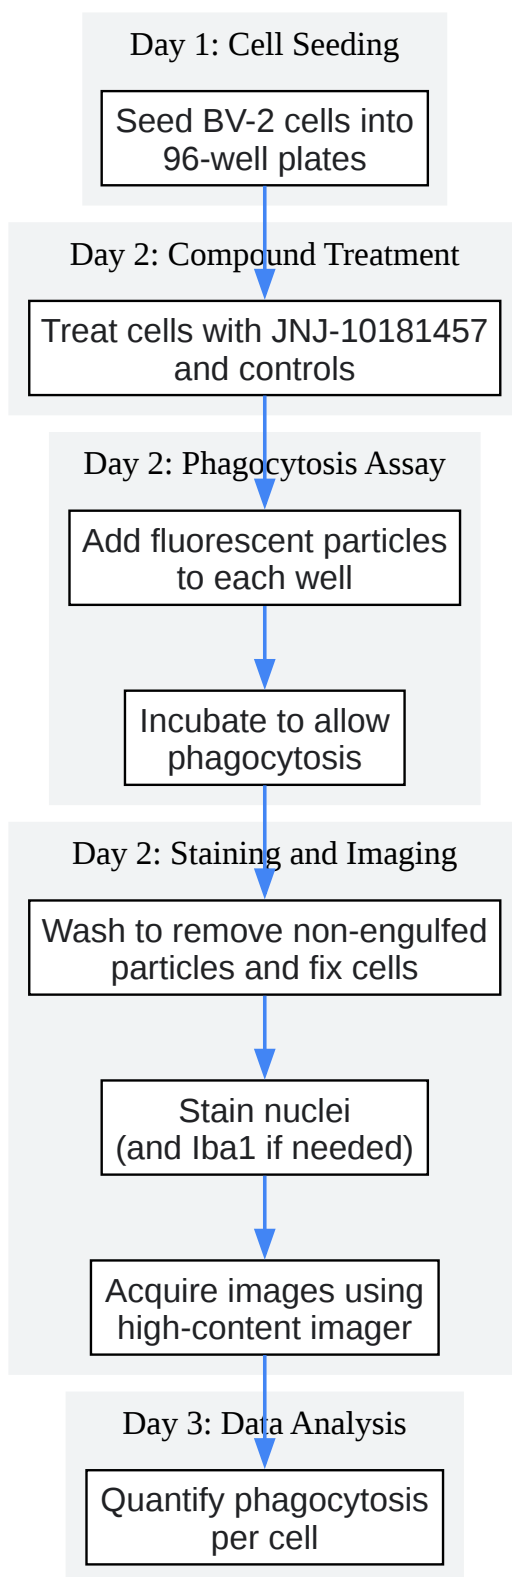 Day 1: Cell Seeding
Seed BV-2 cells into
96-well plates
Day 2: Compound Treatment
Treat cells with JNJ-10181457
and controls
Day 2: Phagocytosis Assay
Add fluorescent particles
to each well
Incubate to allow
phagocytosis
Day 2: Staining and Imaging
Wash to remove non-engulfed
particles and fix cells
Stain nuclei
(and Iba1 if needed)
Acquire images using
high-content imager
Day 3: Data Analysis
Quantify phagocytosis
per cell